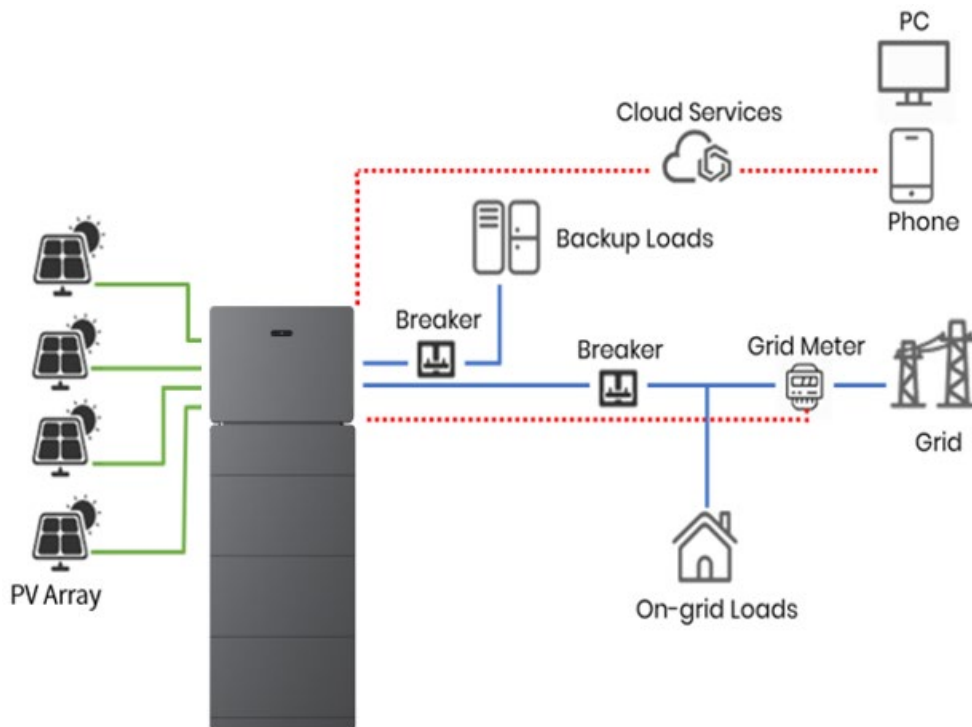 PC
Cloud Services
Phone
Backup Loads
Breaker
Breaker
Grid Meter
Grid
PV Array
On-grid Loads